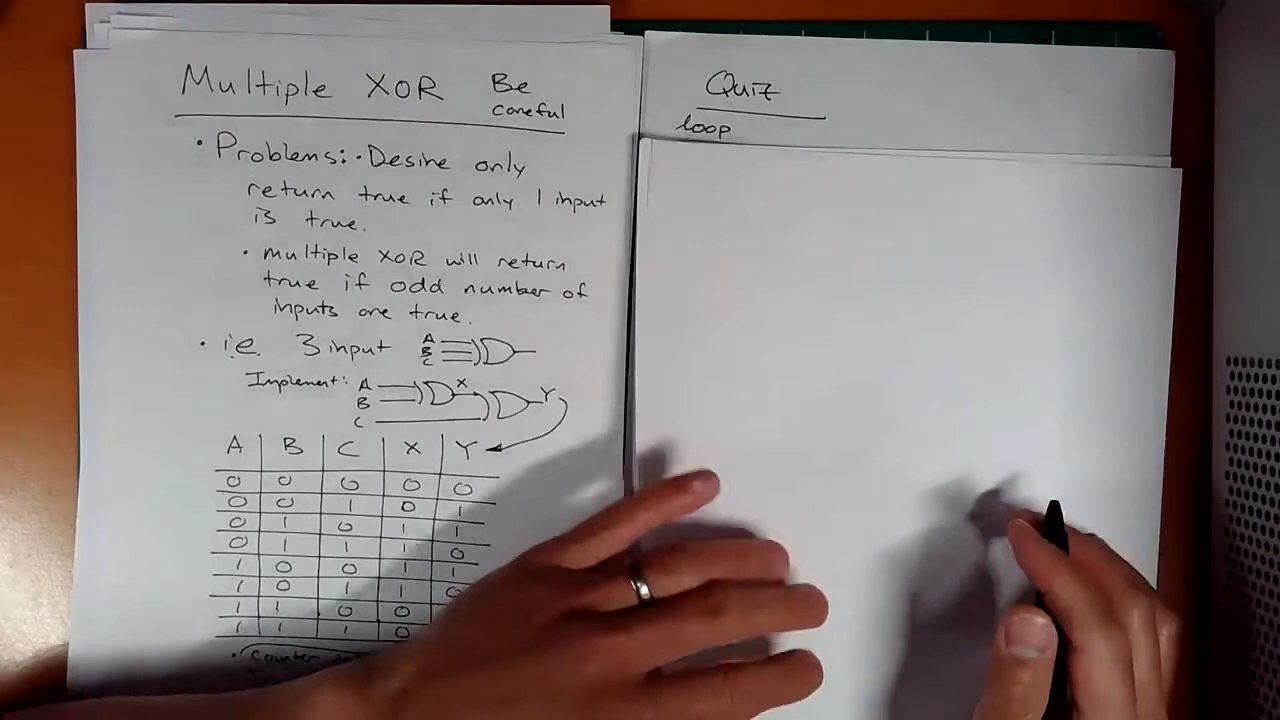 Multiple XOR Be
careful
• Problems: • Desire only
return true if only 1 input
is true.
• multiple XOR will return
true if odd number of
inputs are true.
• i.e. 3 input A
B
C
Implement: A X Y
B
C
A B C X Y
0 0 0 0 0
0 0 1 0 1
0 1 0 1 1
0 1 1 1 0
1 0 0 1 1
1 0 1 1 0
1 1 0 0
1 1 1 0
• Counter
Quiz
loop